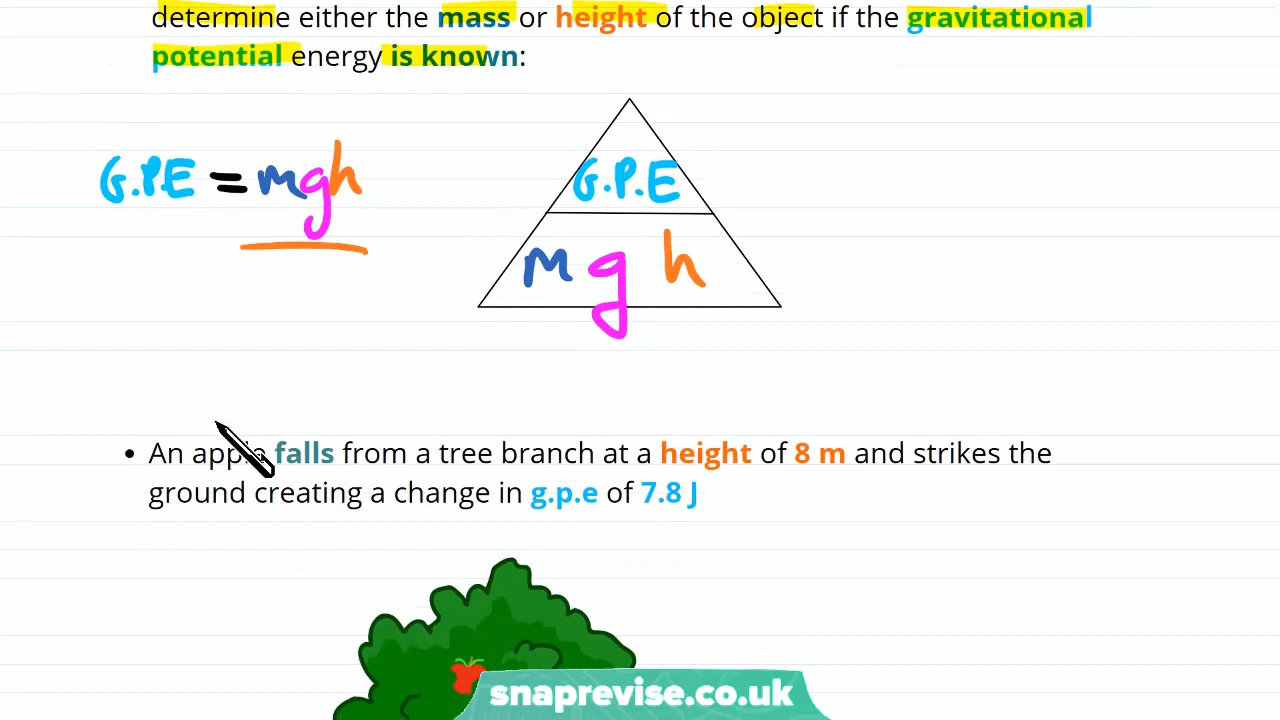 determine either the mass or height of the object if the gravitational
potential energy is known:
G.P.E = mgh
G.P.E
m g h
• An apple falls from a tree branch at a height of 8 m and strikes the
ground creating a change in g.p.e of 7.8 J
snaprevise.co.uk